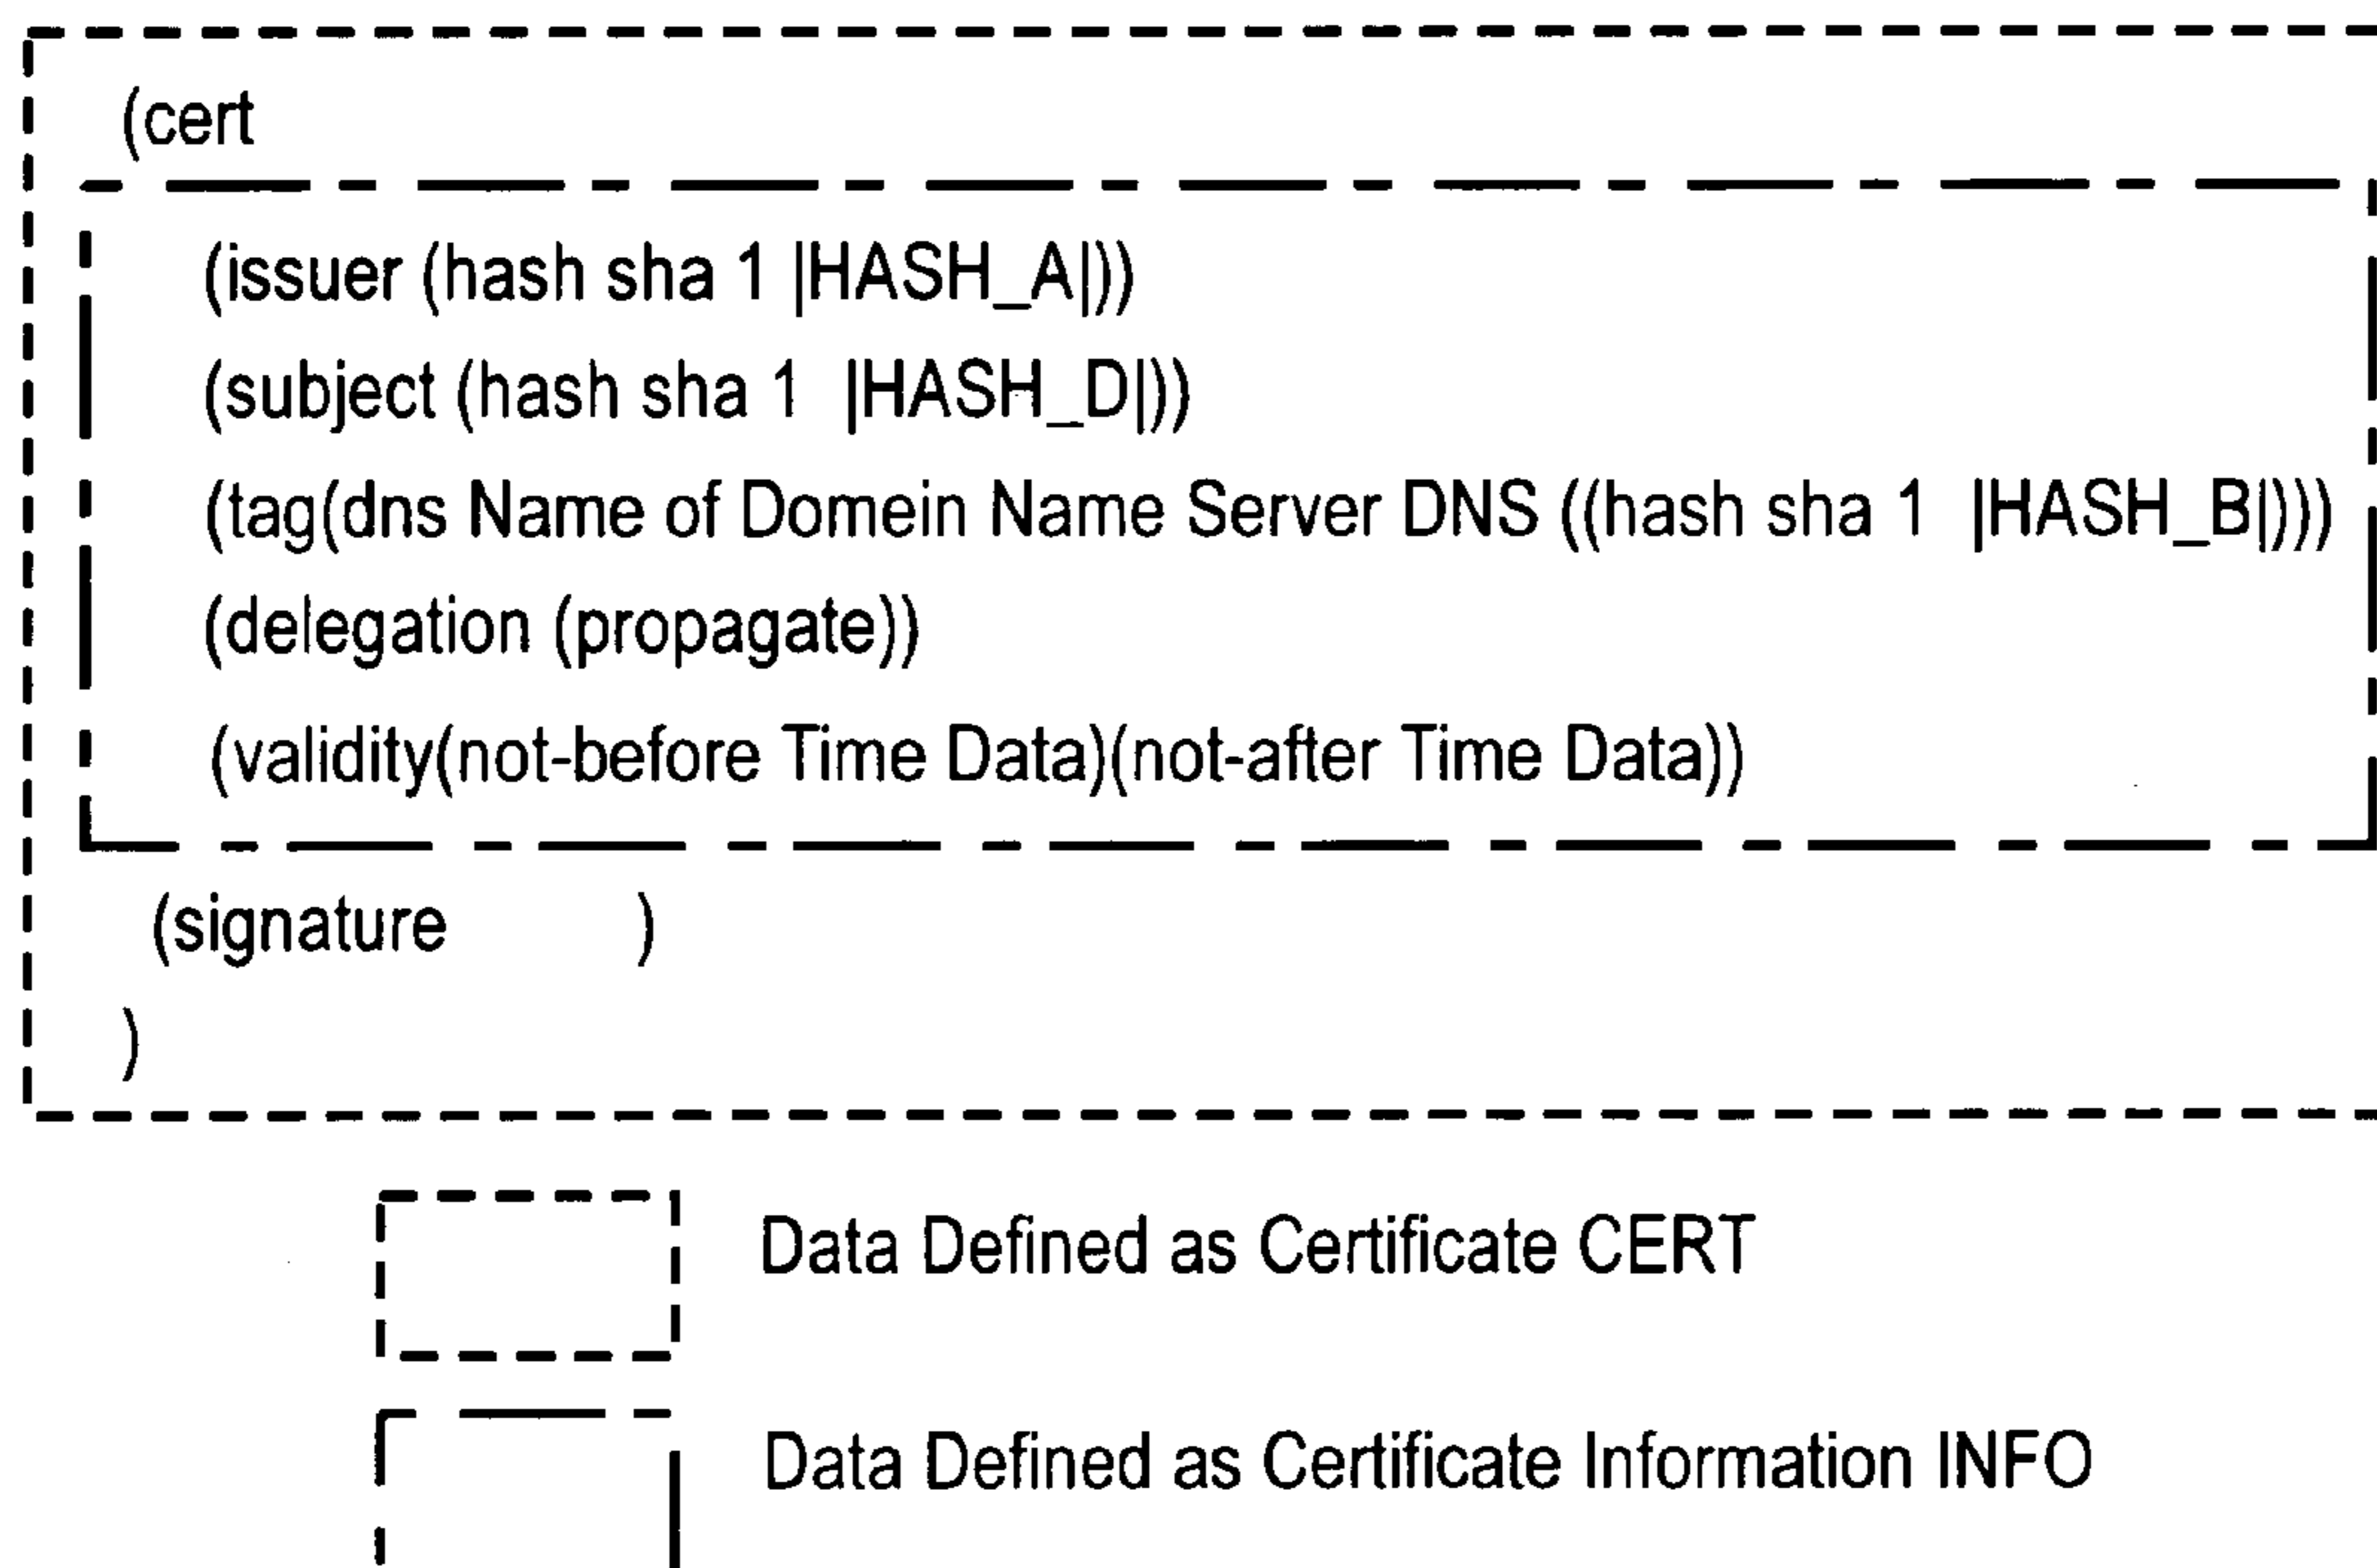 (cert
(issuer (hash sha 1 |HASH_A|))
(subject (hash sha 1 |HASH_D|))
(tag(dns Name of Domein Name Server DNS ((hash sha 1 |HASH_B|)))
(delegation (propagate))
(validity(not-before Time Data)(not-after Time Data))
(signature )
)
Data Defined as Certificate CERT
Data Defined as Certificate Information INFO